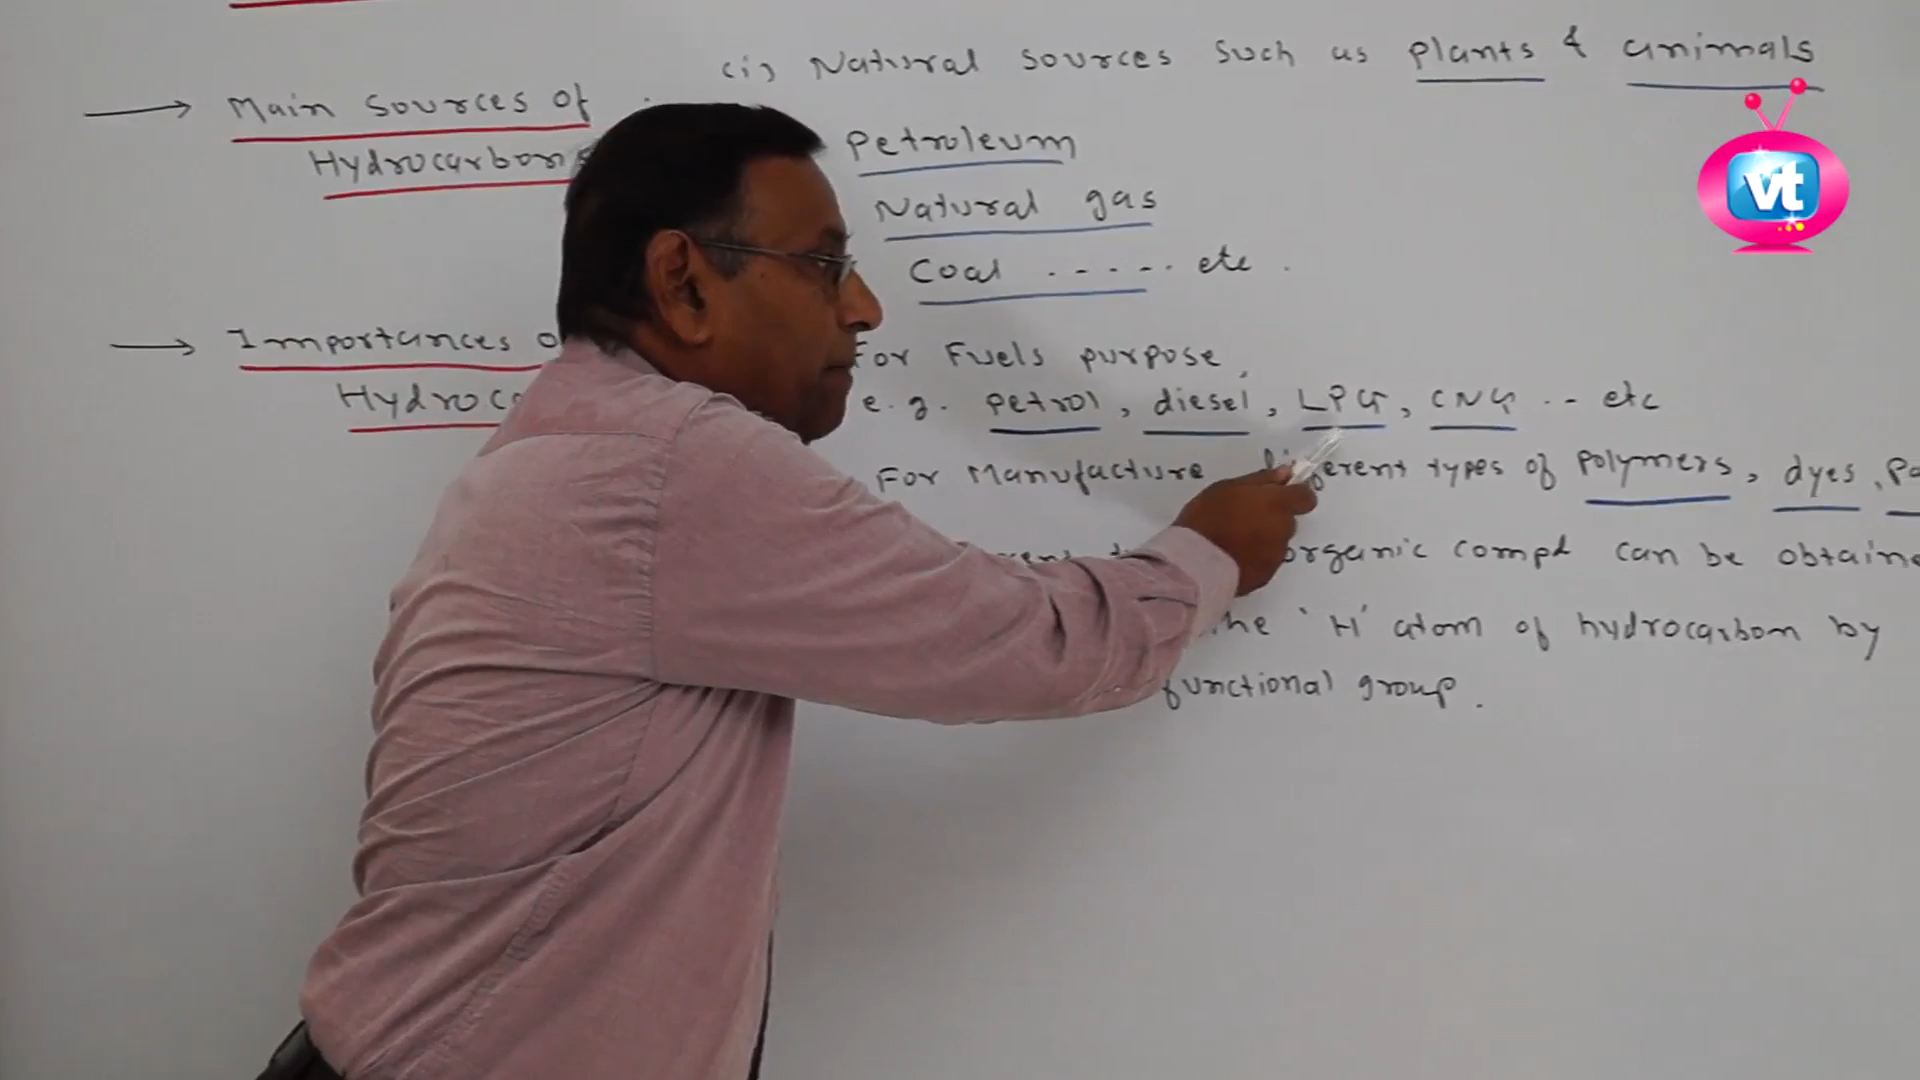 (i) Natural sources such as plants & animals
→ Main sources of
Hydrocarbons
Petroleum
Natural gas
Coal ...... etc.
→ Importances
Hydroc
For Fuels purpose,
e.g. petrol, diesel, LPG, CNG ... etc
For Manufacture different types of polymers, dyes,
organic compd can be
the 'H' atom of hydrocarbon by
functional group.
vt